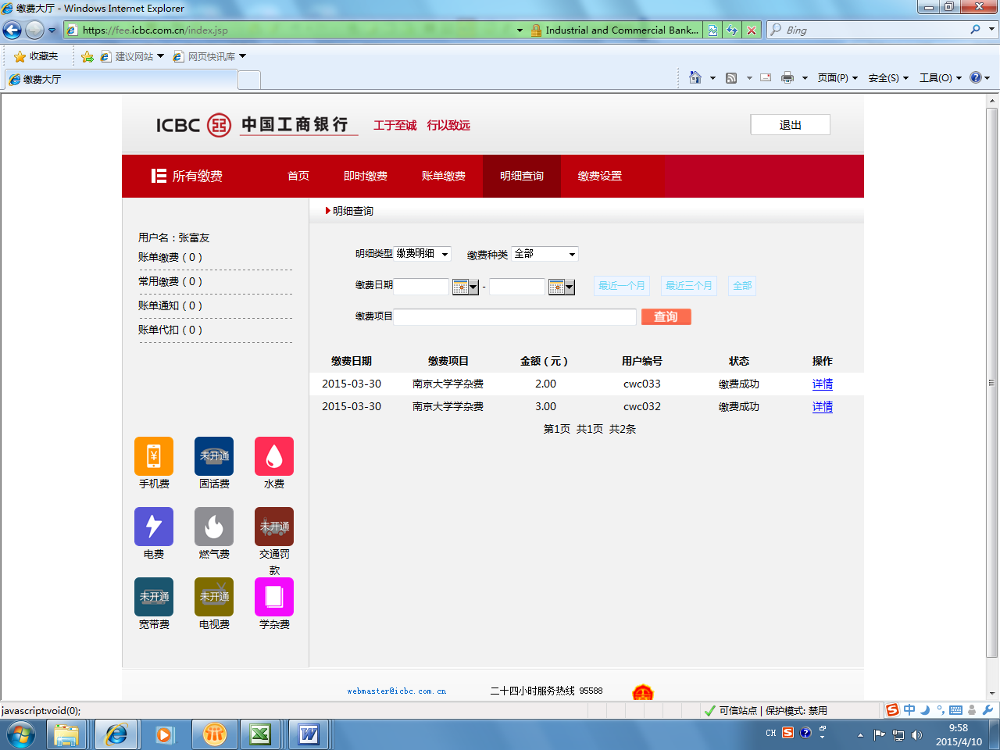 缴费大厅 - Windows Internet Explorer
https://fee.icbc.com.cn/index.jsp
Industrial and Commercial Bank...
Bing
收藏夹
建议网站
网页快讯库
缴费大厅
页面(P)
安全(S)
工具(O)
ICBC 中国工商银行
工于至诚 行以致远
退出
所有缴费
首页
即时缴费
账单缴费
明细查询
缴费设置
用户名：张富友
账单缴费（0）
常用缴费（0）
账单通知（0）
账单代扣（0）
明细查询
明细类型 缴费明细
缴费种类 全部
缴费日期 -
最近一个月
最近三个月
全部
缴费项目
查询
缴费日期 缴费项目 金额（元） 用户编号 状态 操作
2015-03-30 南京大学学杂费 2.00 cwc033 缴费成功 详情
2015-03-30 南京大学学杂费 3.00 cwc032 缴费成功 详情
第1页 共1页 共2条
手机费
未开通
固话费
水费
电费
燃气费
未开通
交通罚
款
未开通
宽带费
未开通
电视费
学杂费
webmaster@icbc.com.cn
二十四小时服务热线 95588
javascript:void(0);
可信站点 | 保护模式: 禁用
中
CH
9:58
2015/4/10